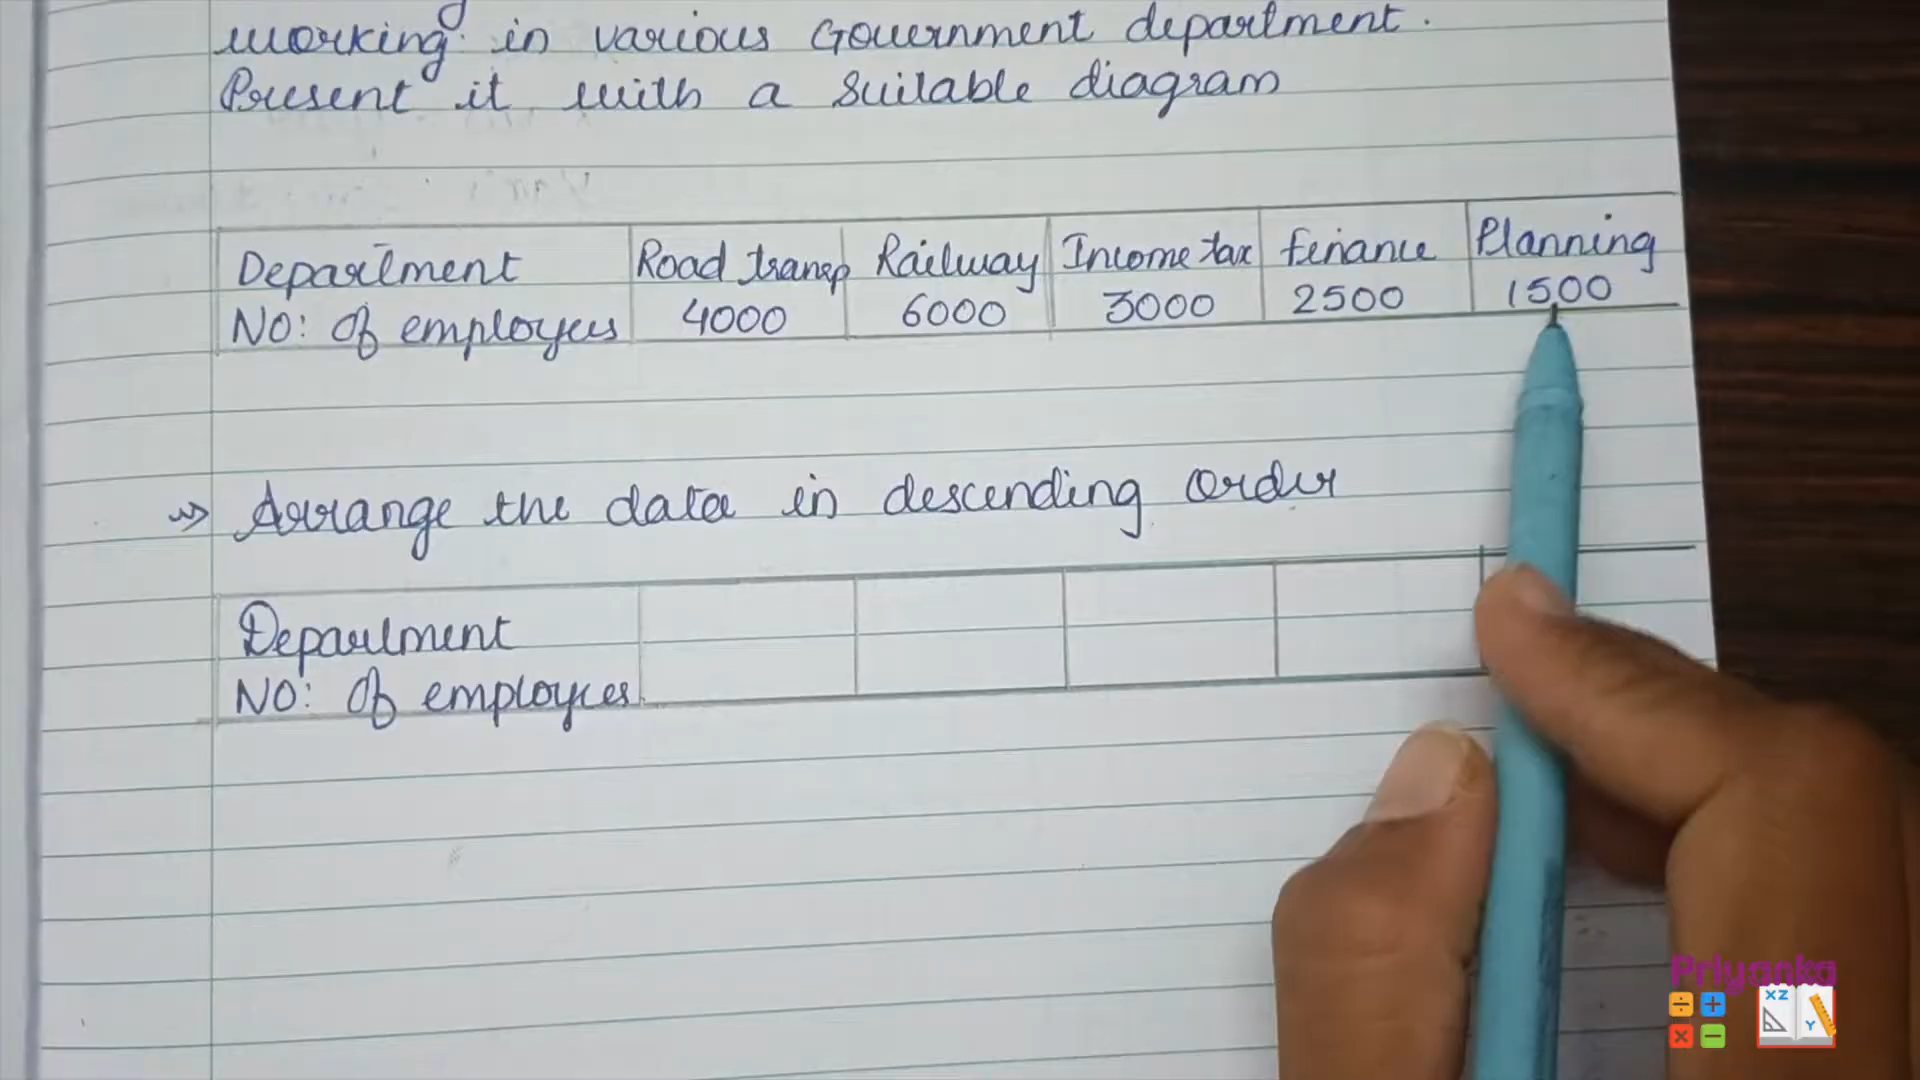 working in various Government department.
Present it with a suitable diagram
Department Road transp Railway Income tax finance Planning
NO: Of employees 4000 6000 3000 2500 1500
Arrange the data in descending order
Department
NO: Of employees
Priyanka
XZ
Y